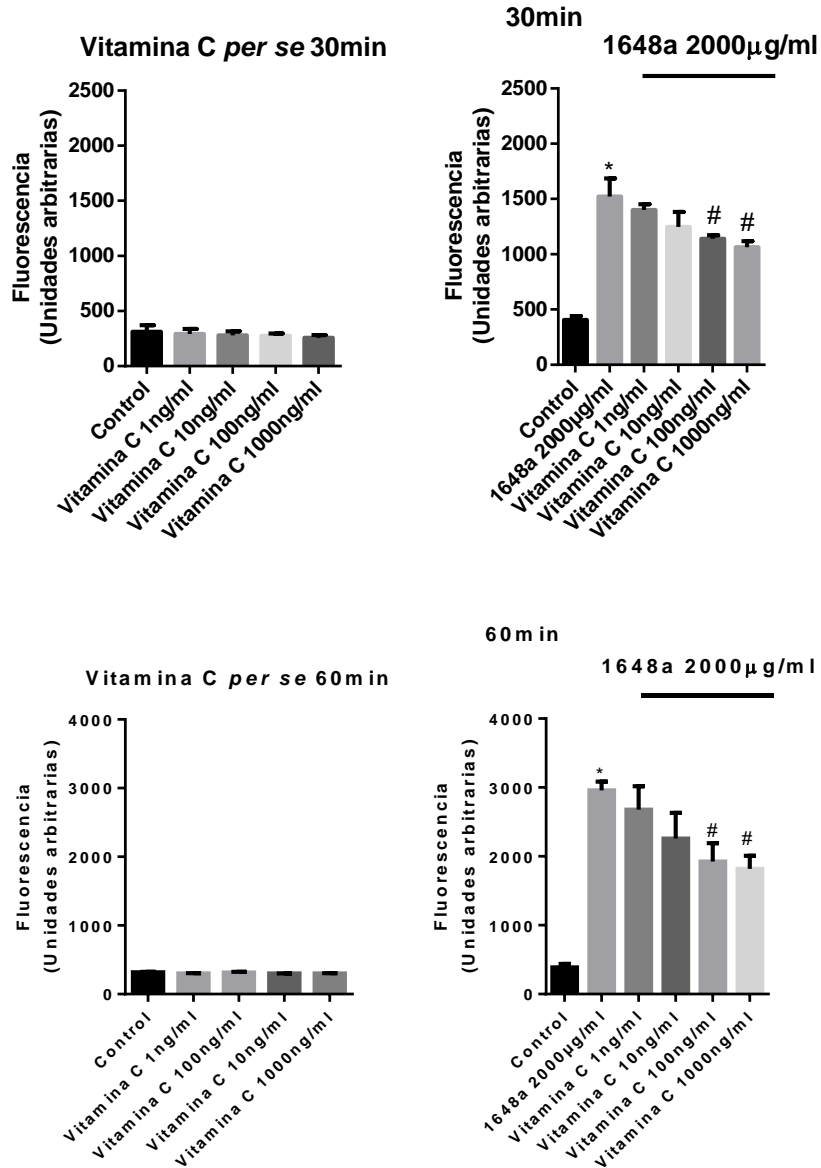 Vitamina C per se 30min
Fluorescencia
(Unidades arbitrarias)
2500
2000
1500
1000
500
0
Control
Vitamina C 1ng/ml
Vitamina C 10ng/ml
Vitamina C 100ng/ml
Vitamina C 1000ng/ml
30min
1648a 2000µg/ml
Fluorescencia
(Unidades arbitrarias)
2500
2000
1500
1000
500
0
*
#
#
Control
1648a 2000µg/ml
Vitamina C 1ng/ml
Vitamina C 10ng/ml
Vitamina C 100ng/ml
Vitamina C 1000ng/ml
Vitamina C per se 60min
Fluorescencia
(Unidades arbitrarias)
4000
3000
2000
1000
0
Control
Vitamina C 1ng/ml
Vitamina C 100ng/ml
Vitamina C 10ng/ml
Vitamina C 1000ng/ml
60min
1648a 2000µg/ml
Fluorescencia
(Unidades arbitrarias)
4000
3000
2000
1000
0
*
#
#
Control
1648a 2000µg/ml
Vitamina C 1ng/ml
Vitamina C 10ng/ml
Vitamina C 100ng/ml
Vitamina C 1000ng/ml